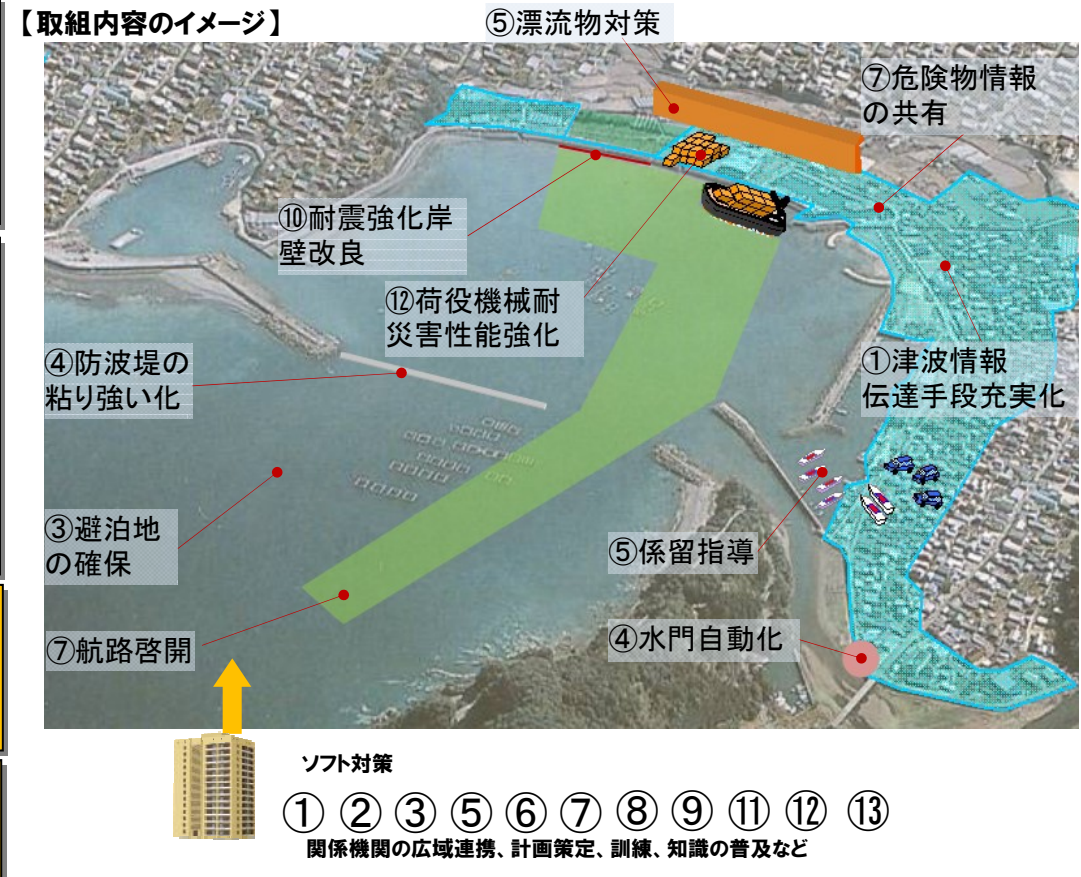 【取組内容のイメージ】
⑤漂流物対策
⑦危険物情報
の共有
⑩耐震強化岸
壁改良
⑫荷役機械耐
災害性能強化
④防波堤の
粘り強い化
①津波情報
伝達手段充実化
③避泊地
の確保
⑤係留指導
⑦航路啓開
④水門自動化
ソフト対策
① ② ③ ⑤ ⑥ ⑦ ⑧ ⑨ ⑪ ⑫ ⑬
関係機関の広域連携、計画策定、訓練、知識の普及など